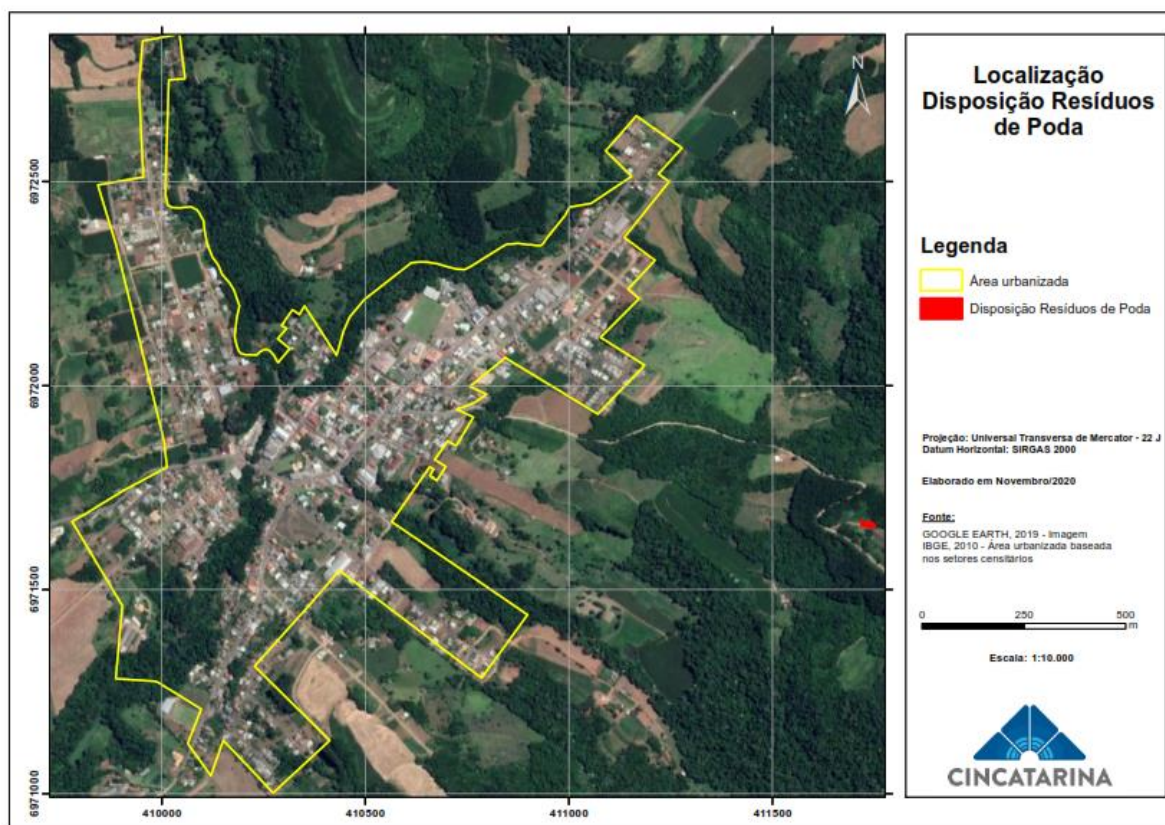 Localização
Disposição Resíduos
de Poda
N
Legenda
Área urbanizada
Disposição Resíduos de Poda
Projeção: Universal Transversa de Mercator - 22 J
Datum Horizontal: SIRGAS 2000
Elaborado em Novembro/2020
Fonte:
GOOGLE EARTH, 2019 - Imagem
IBGE, 2010 - Área urbanizada baseada
nos setores censitários
0 250 500
m
Escala: 1:10.000
CINCATARINA
6972500
6972000
6971500
6971000
410000 410500 411000 411500